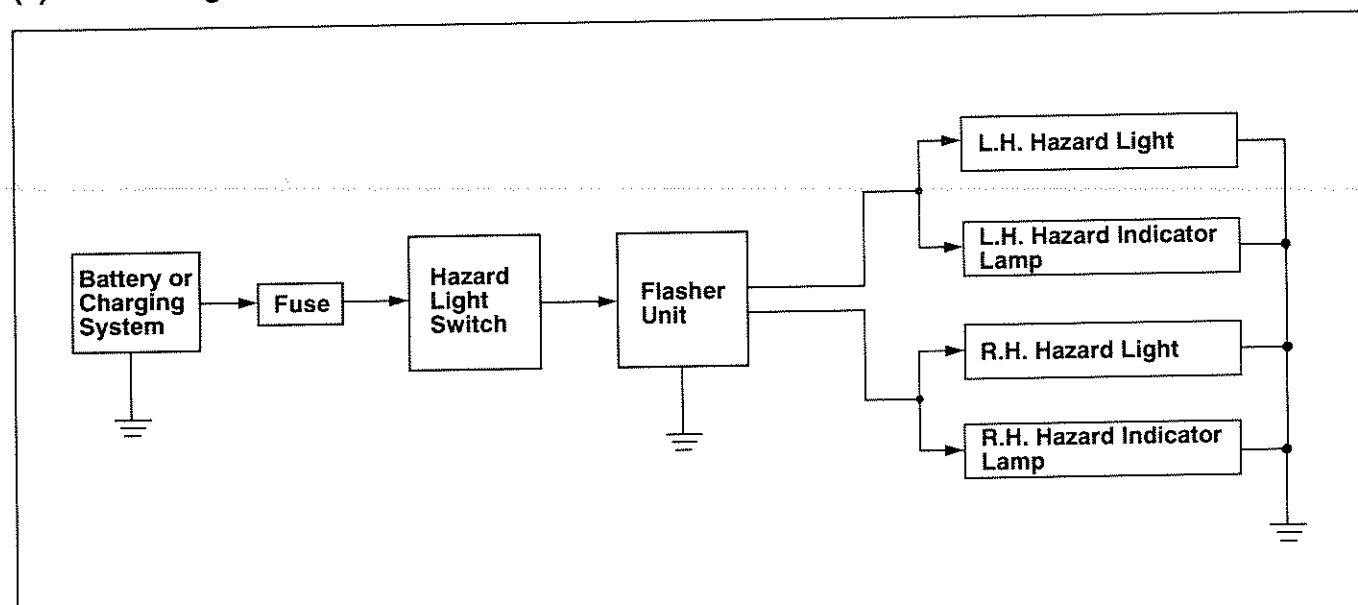 Battery or
Charging
System
Fuse
Hazard
Light
Switch
Flasher
Unit
L.H. Hazard Light
L.H. Hazard Indicator
Lamp
R.H. Hazard Light
R.H. Hazard Indicator
Lamp